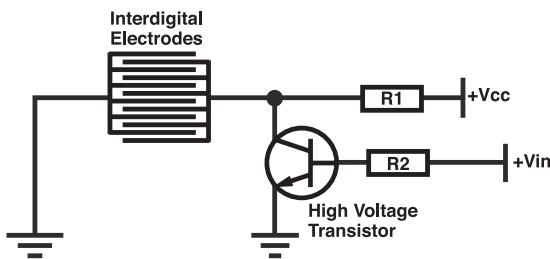 Interdigital
Electrodes
R1
+Vcc
R2
+Vin
High Voltage
Transistor